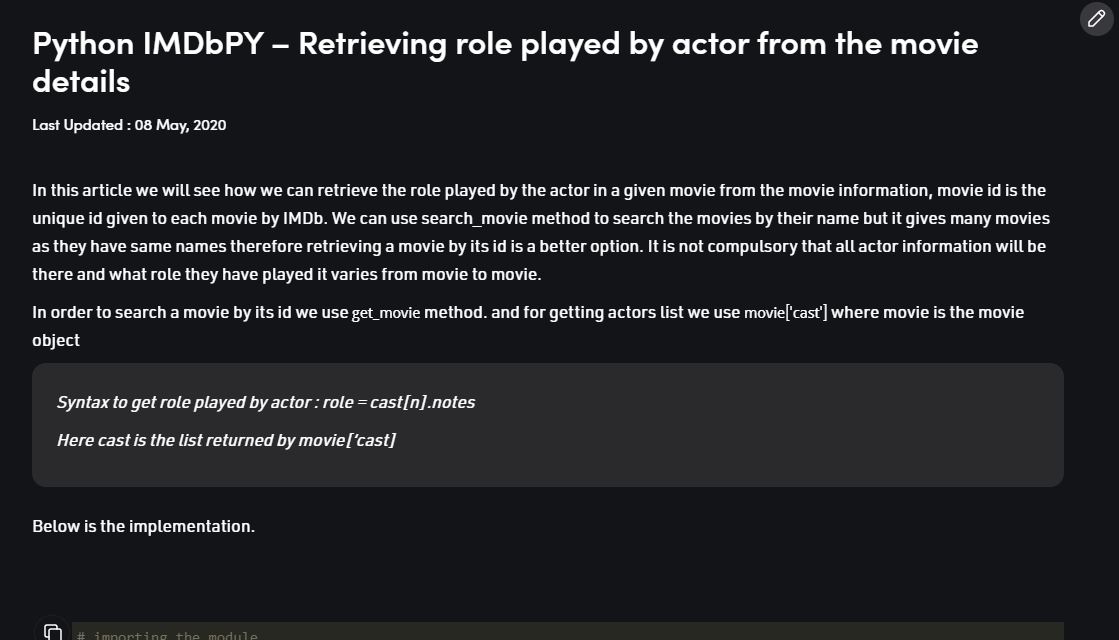 Python IMDbPY – Retrieving role played by actor from the movie
details
Last Updated : 08 May, 2020
In this article we will see how we can retrieve the role played by the actor in a given movie from the movie information, movie id is the
unique id given to each movie by IMDb. We can use search_movie method to search the movies by their name but it gives many movies
as they have same names therefore retrieving a movie by its id is a better option. It is not compulsory that all actor information will be
there and what role they have played it varies from movie to movie.
In order to search a movie by its id we use get_movie method. and for getting actors list we use movie['cast'] where movie is the movie
object
Syntax to get role played by actor : role = cast[n].notes
Here cast is the list returned by movie[‘cast]
Below is the implementation.
# importing the module